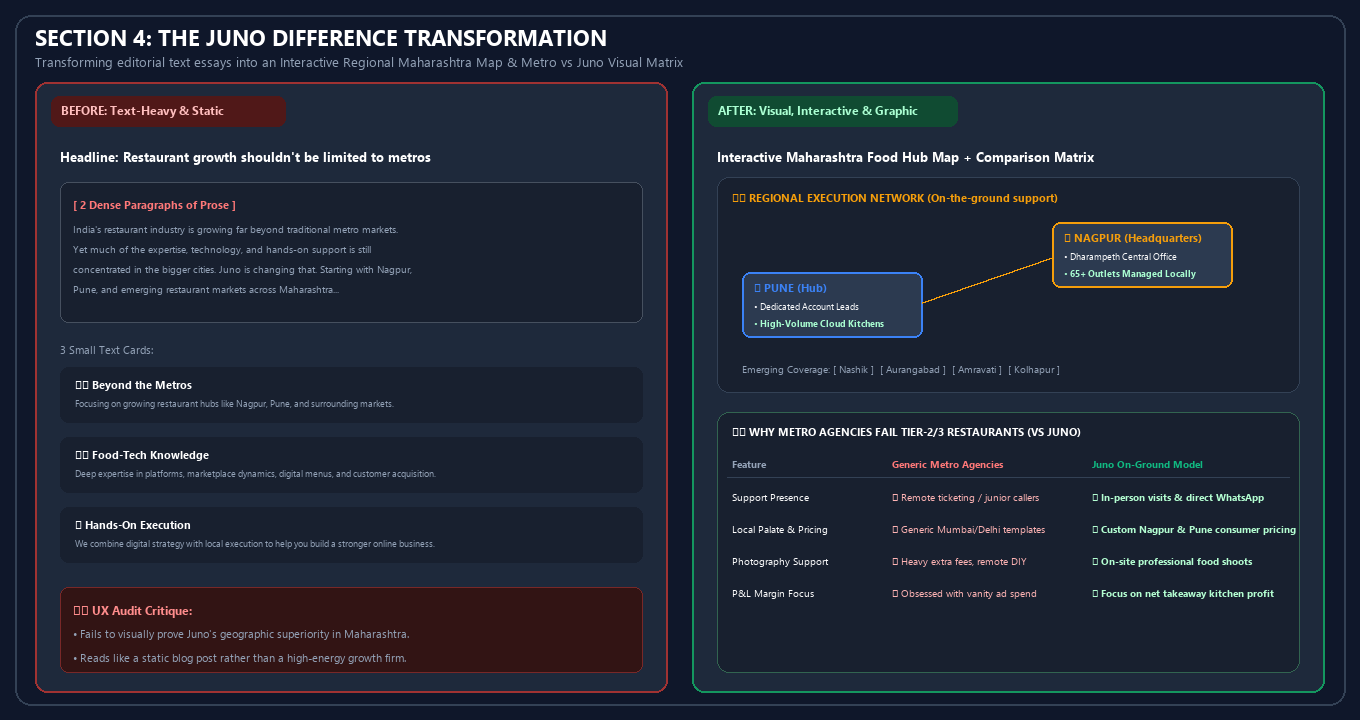 SECTION 4: THE JUNO DIFFERENCE TRANSFORMATION
Transforming editorial text essays into an Interactive Regional Maharashtra Map & Metro vs Juno Visual Matrix
BEFORE: Text-Heavy & Static
Headline: Restaurant growth shouldn't be limited to metros
[ 2 Dense Paragraphs of Prose ]
India's restaurant industry is growing far beyond traditional metro markets.
Yet much of the expertise, technology, and hands-on support is still
concentrated in the bigger cities. Juno is changing that. Starting with Nagpur,
Pune, and emerging restaurant markets across Maharashtra...
3 Small Text Cards:
Beyond the Metros
Focusing on growing restaurant hubs like Nagpur, Pune, and surrounding markets.
Food-Tech Knowledge
Deep expertise in platforms, marketplace dynamics, digital menus, and customer acquisition.
Hands-On Execution
We combine digital strategy with local execution to help you build a stronger online business.
UX Audit Critique:
• Fails to visually prove Juno's geographic superiority in Maharashtra.
• Reads like a static blog post rather than a high-energy growth firm.
AFTER: Visual, Interactive & Graphic
Interactive Maharashtra Food Hub Map + Comparison Matrix
REGIONAL EXECUTION NETWORK (On-the-ground support)
NAGPUR (Headquarters)
• Dharampeth Central Office
• 65+ Outlets Managed Locally
PUNE (Hub)
• Dedicated Account Leads
• High-Volume Cloud Kitchens
Emerging Coverage: [ Nashik ] [ Aurangabad ] [ Amravati ] [ Kolhapur ]
WHY METRO AGENCIES FAIL TIER-2/3 RESTAURANTS (VS JUNO)
Feature Generic Metro Agencies Juno On-Ground Model
Support Presence Remote ticketing / junior callers In-person visits & direct WhatsApp
Local Palate & Pricing Generic Mumbai/Delhi templates Custom Nagpur & Pune consumer pricing
Photography Support Heavy extra fees, remote DIY On-site professional food shoots
P&L Margin Focus Obsessed with vanity ad spend Focus on net takeaway kitchen profit